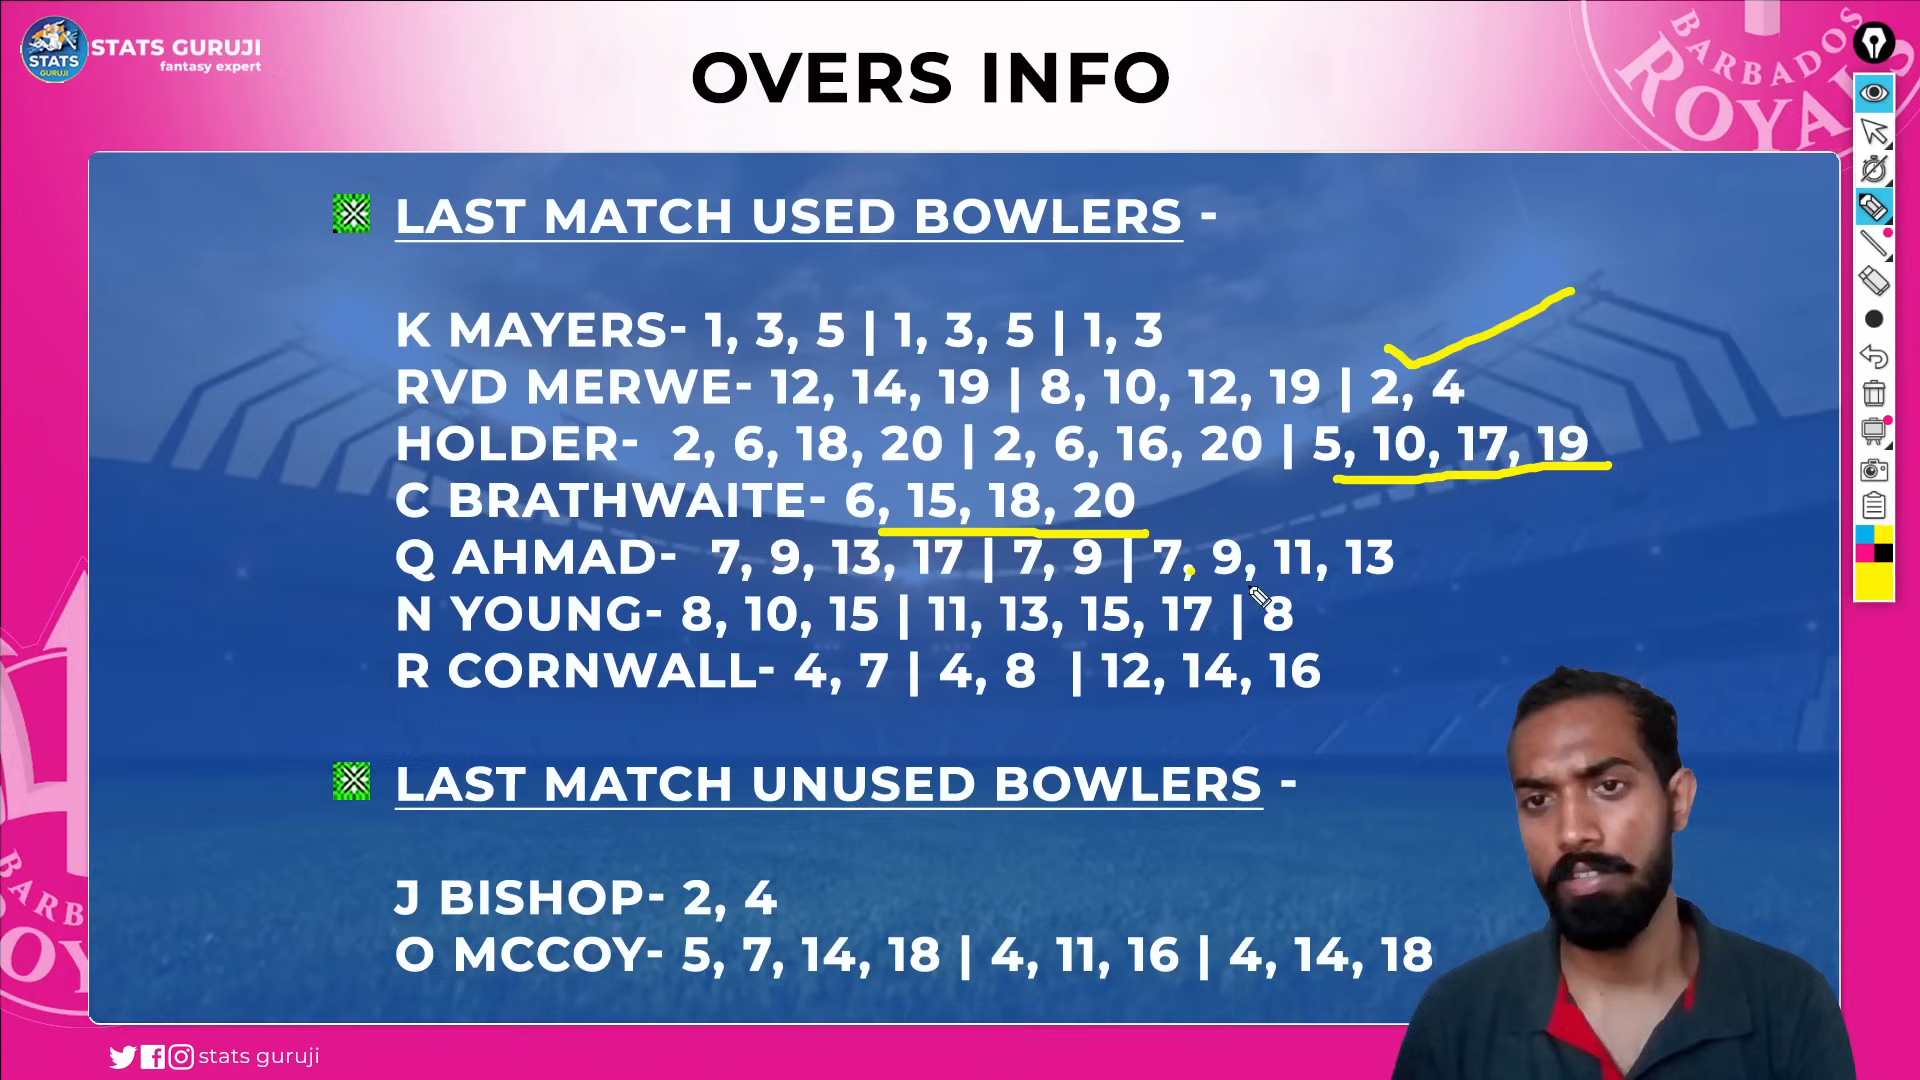 STATS GURUJI
fantasy expert
STATS
GURUJI
OVERS INFO
BARBADOS
ROYALS
LAST MATCH USED BOWLERS -
K MAYERS- 1, 3, 5 | 1, 3, 5 | 1, 3
RVD MERWE- 12, 14, 19 | 8, 10, 12, 19 | 2, 4
HOLDER- 2, 6, 18, 20 | 2, 6, 16, 20 | 5, 10, 17, 19
C BRATHWAITE- 6, 15, 18, 20
Q AHMAD- 7, 9, 13, 17 | 7, 9 | 7, 9, 11, 13
N YOUNG- 8, 10, 15 | 11, 13, 15, 17 | 8
R CORNWALL- 4, 7 | 4, 8 | 12, 14, 16
LAST MATCH UNUSED BOWLERS -
J BISHOP- 2, 4
O MCCOY- 5, 7, 14, 18 | 4, 11, 16 | 4, 14, 18
BARB
ROY
stats guruji